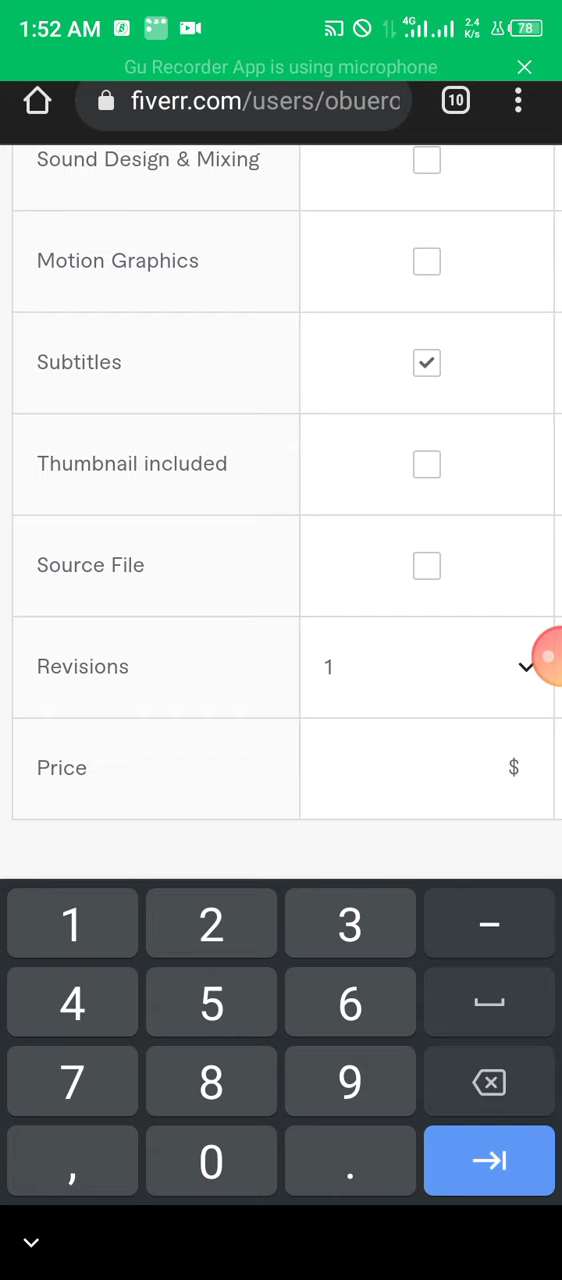 1:52 AM 4G 2.4 K/s 78
Gu Recorder App is using microphone
fiverr.com/users/obuero 10
Sound Design & Mixing
Motion Graphics
Subtitles
Thumbnail included
Source File
Revisions 1
Price $
1 2 3 –
4 5 6
7 8 9
, 0 .